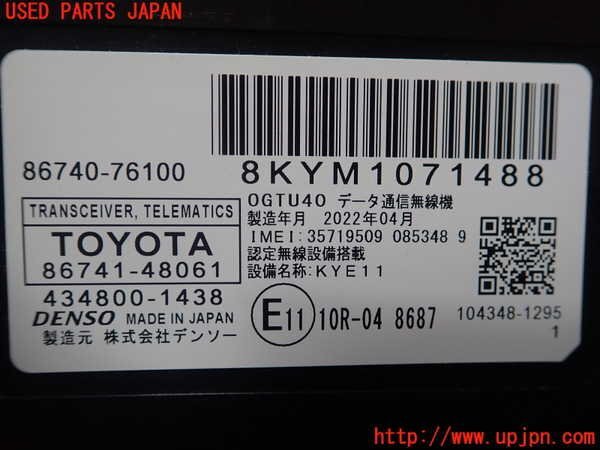 USED PARTS JAPAN
86740-76100
8KYM1071488
TRANSCEIVER, TELEMATICS
TOYOTA
86741-48061
434800-1438
DENSO MADE IN JAPAN
製造元 株式会社デンソー
0GTU40 データ通信無線機
製造年月 2022年04月
IMEI:35719509 085348 9
認定無線設備搭載
設備名称:KYE11
E11 10R-04 8687
104348-1295
1
http://www.upjpn.com/